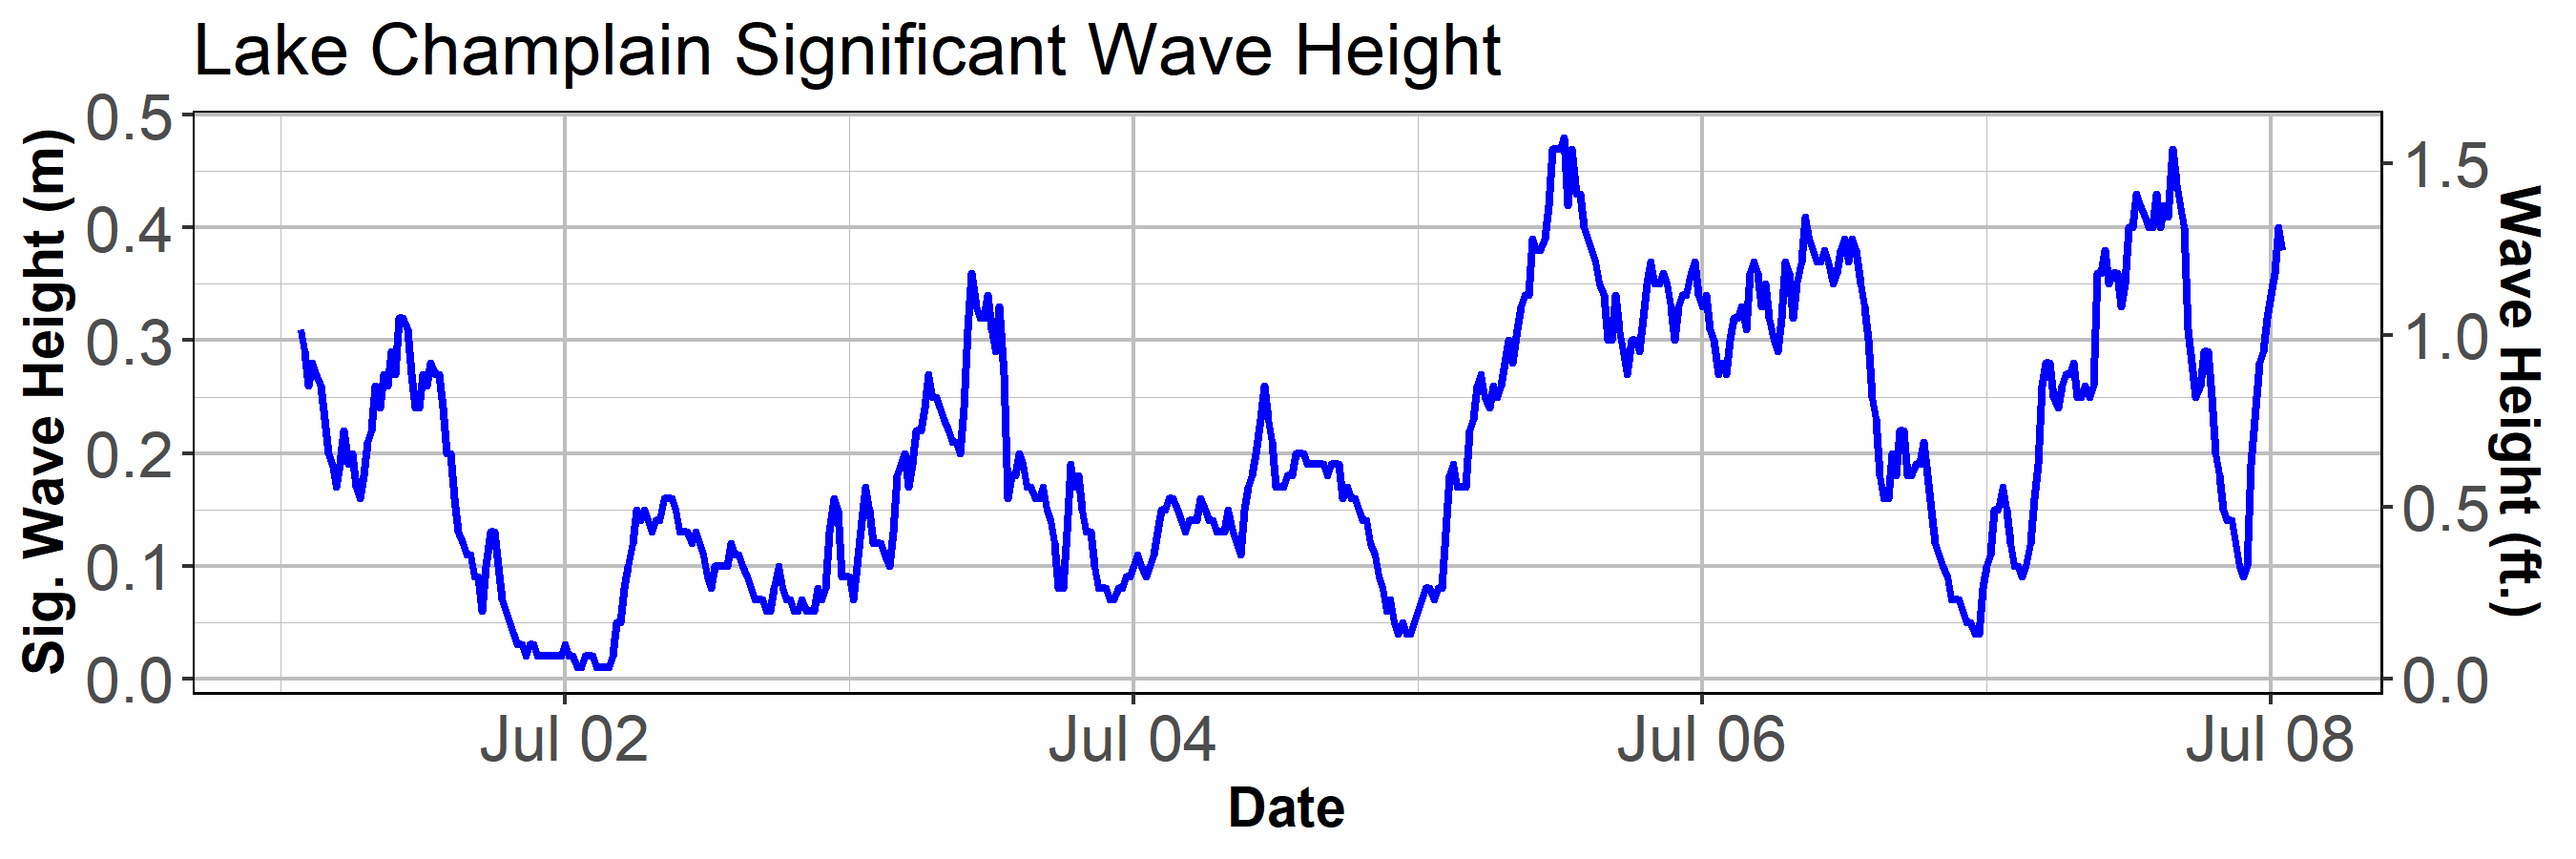 Lake Champlain Significant Wave Height
Sig. Wave Height (m)
0.5
0.4
0.3
0.2
0.1
0.0
1.5
1.0
0.5
0.0
Wave Height (ft.)
Jul 02
Jul 04
Jul 06
Jul 08
Date